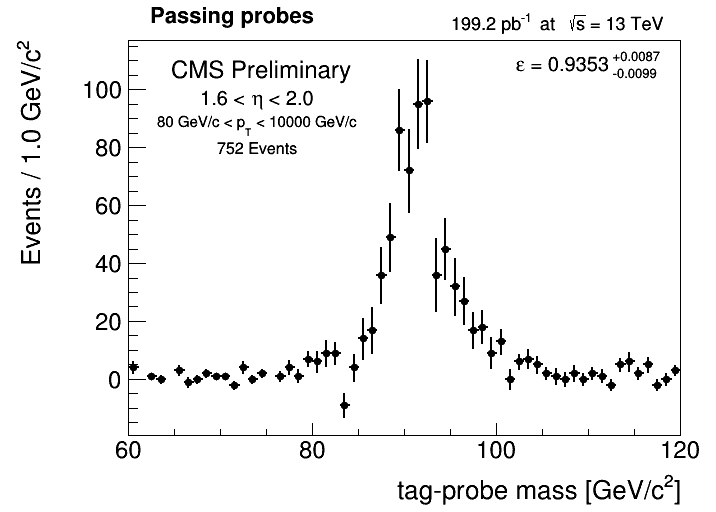 Passing probes
199.2 pb⁻¹ at √s = 13 TeV
CMS Preliminary
1.6 < η < 2.0
80 GeV/c < p_T < 10000 GeV/c
752 Events
ε = 0.9353 +0.0087 -0.0099
Events / 1.0 GeV/c²
100
80
60
40
20
0
60 80 100 120
tag-probe mass [GeV/c²]